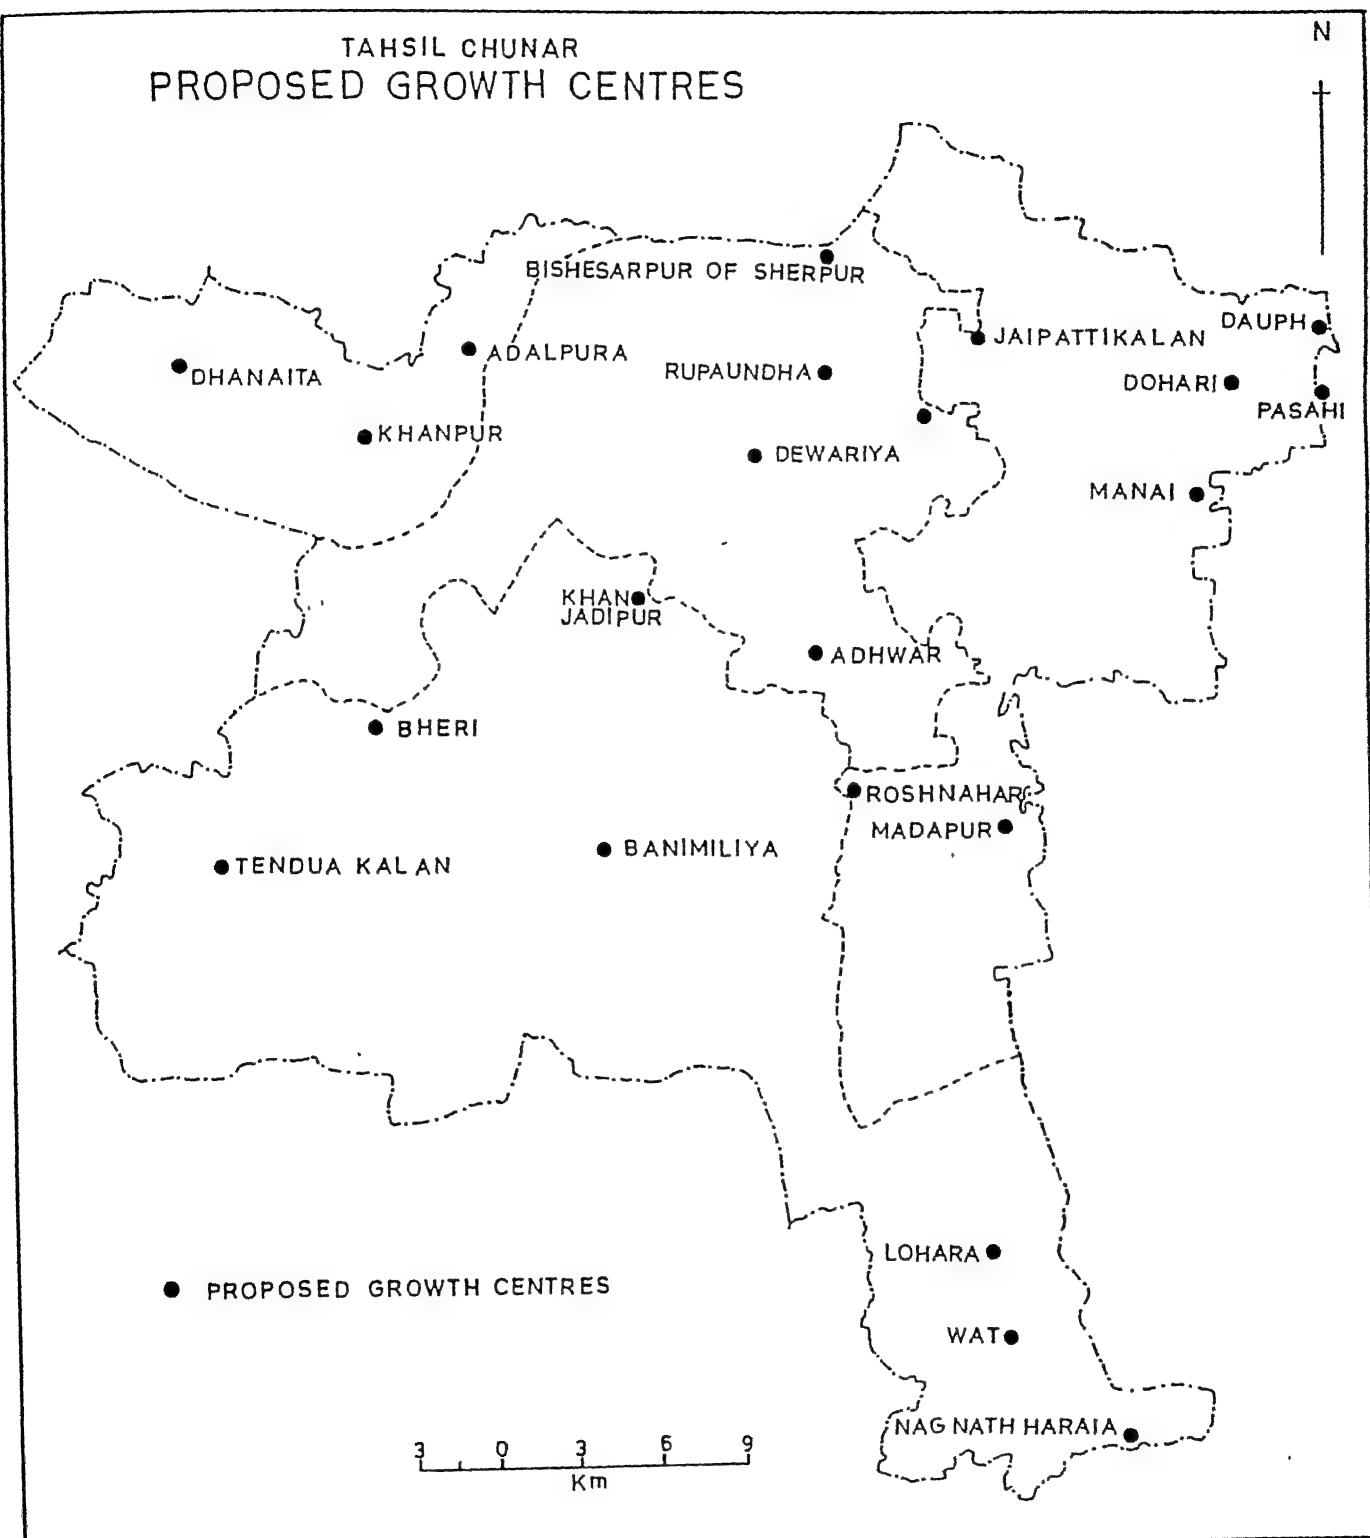 TAHSIL CHUNAR
PROPOSED GROWTH CENTRES
N
BISHESARPUR OF SHERPUR
DAUPH
JAIPATTIKALAN
ADALPURA
RUPAUNDHA
DHANAITA
DOHARI
PASAHI
KHANPUR
DEWARIYA
MANAI
KHAN
JADIPUR
ADHWAR
BHERI
ROSHNAHAR
MADAPUR
BANIMILIYA
TENDUA KALAN
LOHARA
PROPOSED GROWTH CENTRES
WAT
NAG NATH HARAIA
3 0 3 6 9
Km